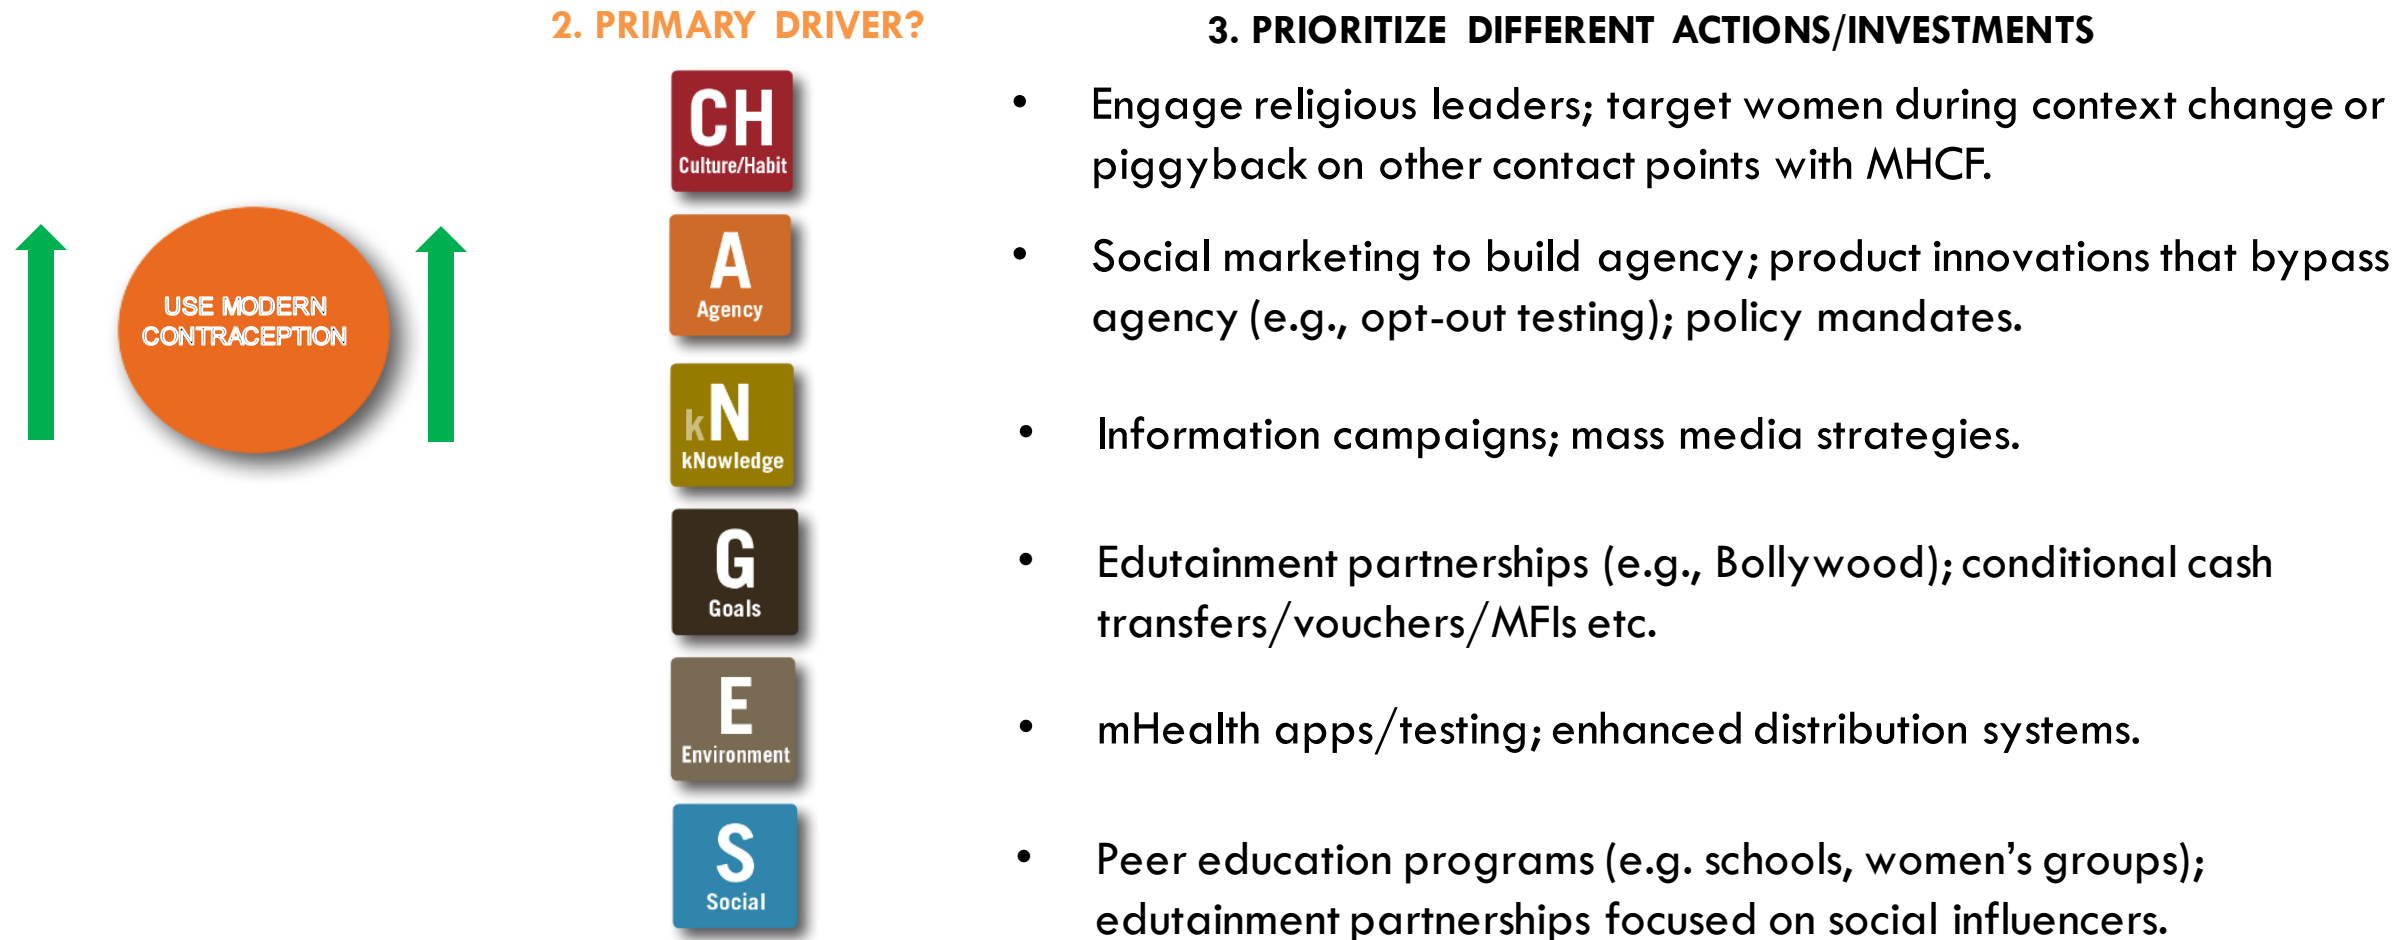 2. PRIMARY DRIVER?
3. PRIORITIZE DIFFERENT ACTIONS/INVESTMENTS
USE MODERN
CONTRACEPTION
CH
Culture/Habit
• Engage religious leaders; target women during context change or
piggyback on other contact points with MHCF.
A
Agency
• Social marketing to build agency; product innovations that bypass
agency (e.g., opt-out testing); policy mandates.
kN
kNowledge
• Information campaigns; mass media strategies.
G
Goals
• Edutainment partnerships (e.g., Bollywood); conditional cash
transfers/vouchers/MFIs etc.
E
Environment
• mHealth apps/testing; enhanced distribution systems.
S
Social
• Peer education programs (e.g. schools, women’s groups);
edutainment partnerships focused on social influencers.